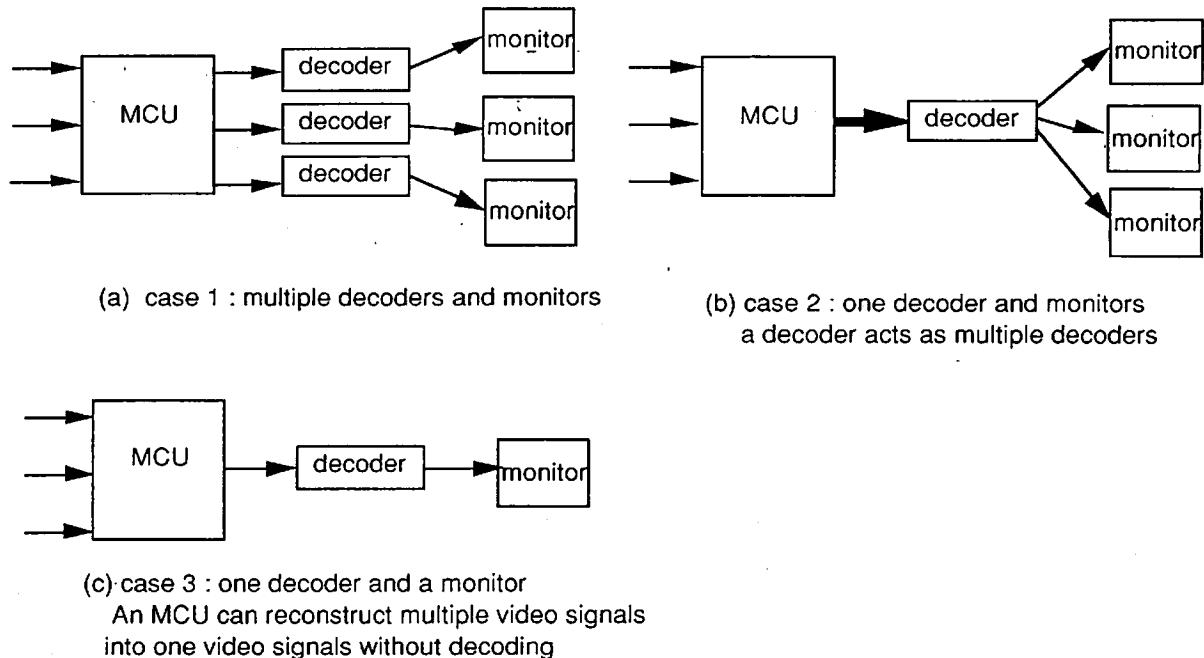 monitor
decoder
MCU
decoder
monitor
decoder
monitor
(a) case 1 : multiple decoders and monitors
monitor
MCU
decoder
monitor
monitor
(b) case 2 : one decoder and monitors
a decoder acts as multiple decoders
MCU
decoder
monitor
(c) case 3 : one decoder and a monitor
An MCU can reconstruct multiple video signals
into one video signals without decoding